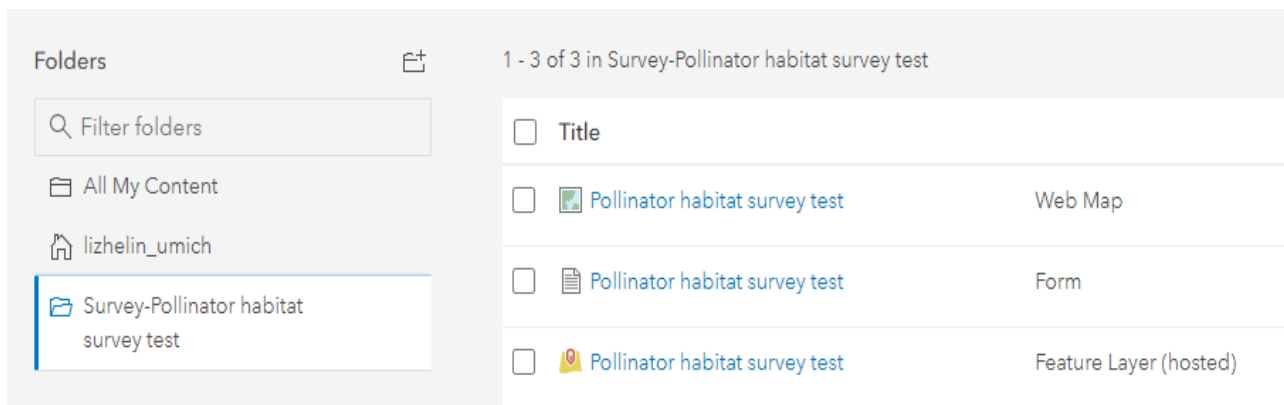 Folders
1 - 3 of 3 in Survey-Pollinator habitat survey test
Filter folders
All My Content
lizhelin_umich
Survey-Pollinator habitat
survey test
Title
Pollinator habitat survey test Web Map
Pollinator habitat survey test Form
Pollinator habitat survey test Feature Layer (hosted)